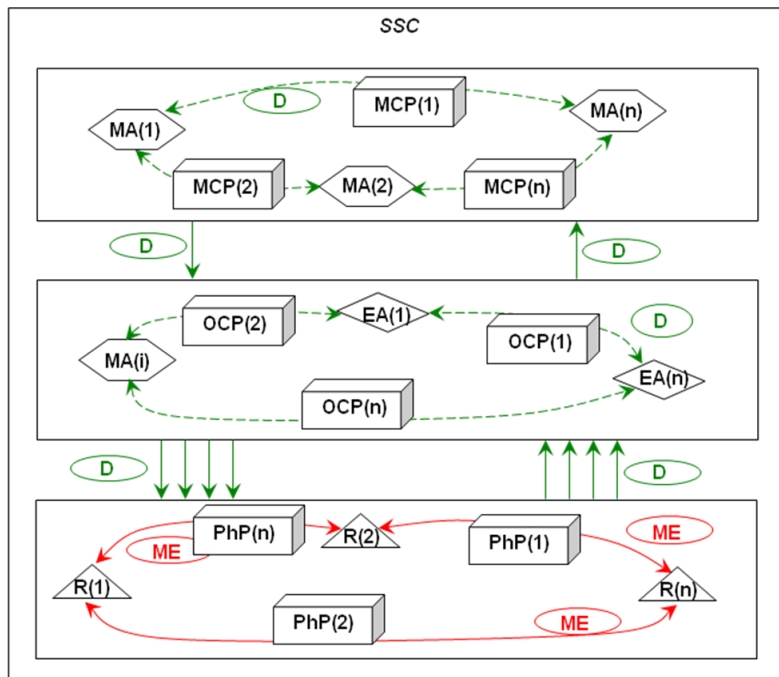 SSC
D
MCP(1)
MA(n)
MA(1)
MCP(2)
MA(2)
MCP(n)
D
D
OCP(2)
EA(1)
D
OCP(1)
MA(i)
EA(n)
OCP(n)
D
D
PhP(n)
R(2)
PhP(1)
ME
ME
R(1)
R(n)
PhP(2)
ME